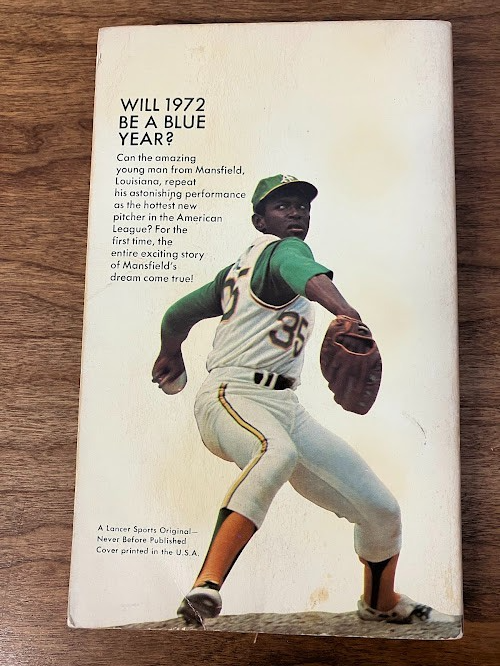 WILL 1972
BE A BLUE
YEAR?
Can the amazing
young man from Mansfield,
Louisiana, repeat
his astonishing performance
as the hottest new
pitcher in the American
League? For the
first time, the
entire exciting story
of Mansfield's
dream come true!
A's
35
35
A Lancer Sports Original—
Never Before Published
Cover printed in the U.S.A.